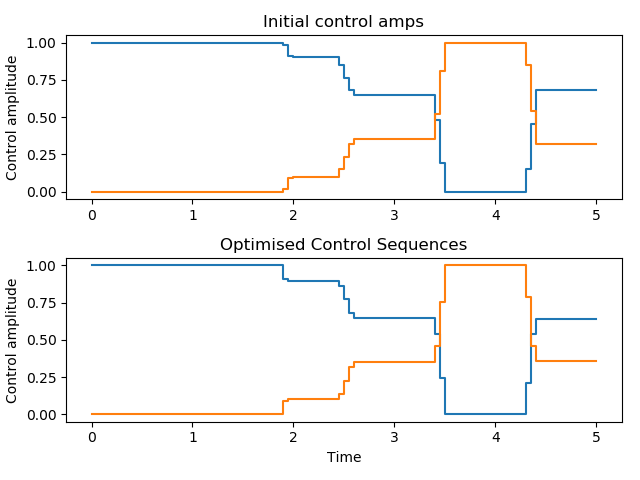 Initial control amps
Control amplitude
1.00
0.75
0.50
0.25
0.00
0 1 2 3 4 5
Optimised Control Sequences
Control amplitude
1.00
0.75
0.50
0.25
0.00
0 1 2 3 4 5
Time